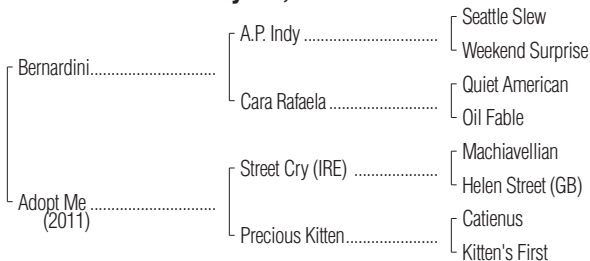 Seattle Slew
A.P. Indy ..............................
Weekend Surprise
Bernardini............................
Quiet American
Cara Rafaela ........................
Oil Fable
Machiavellian
Street Cry (IRE) ...................
Helen Street (GB)
Adopt Me ............................
(2011)
Catienus
Precious Kitten.....................
Kitten's First